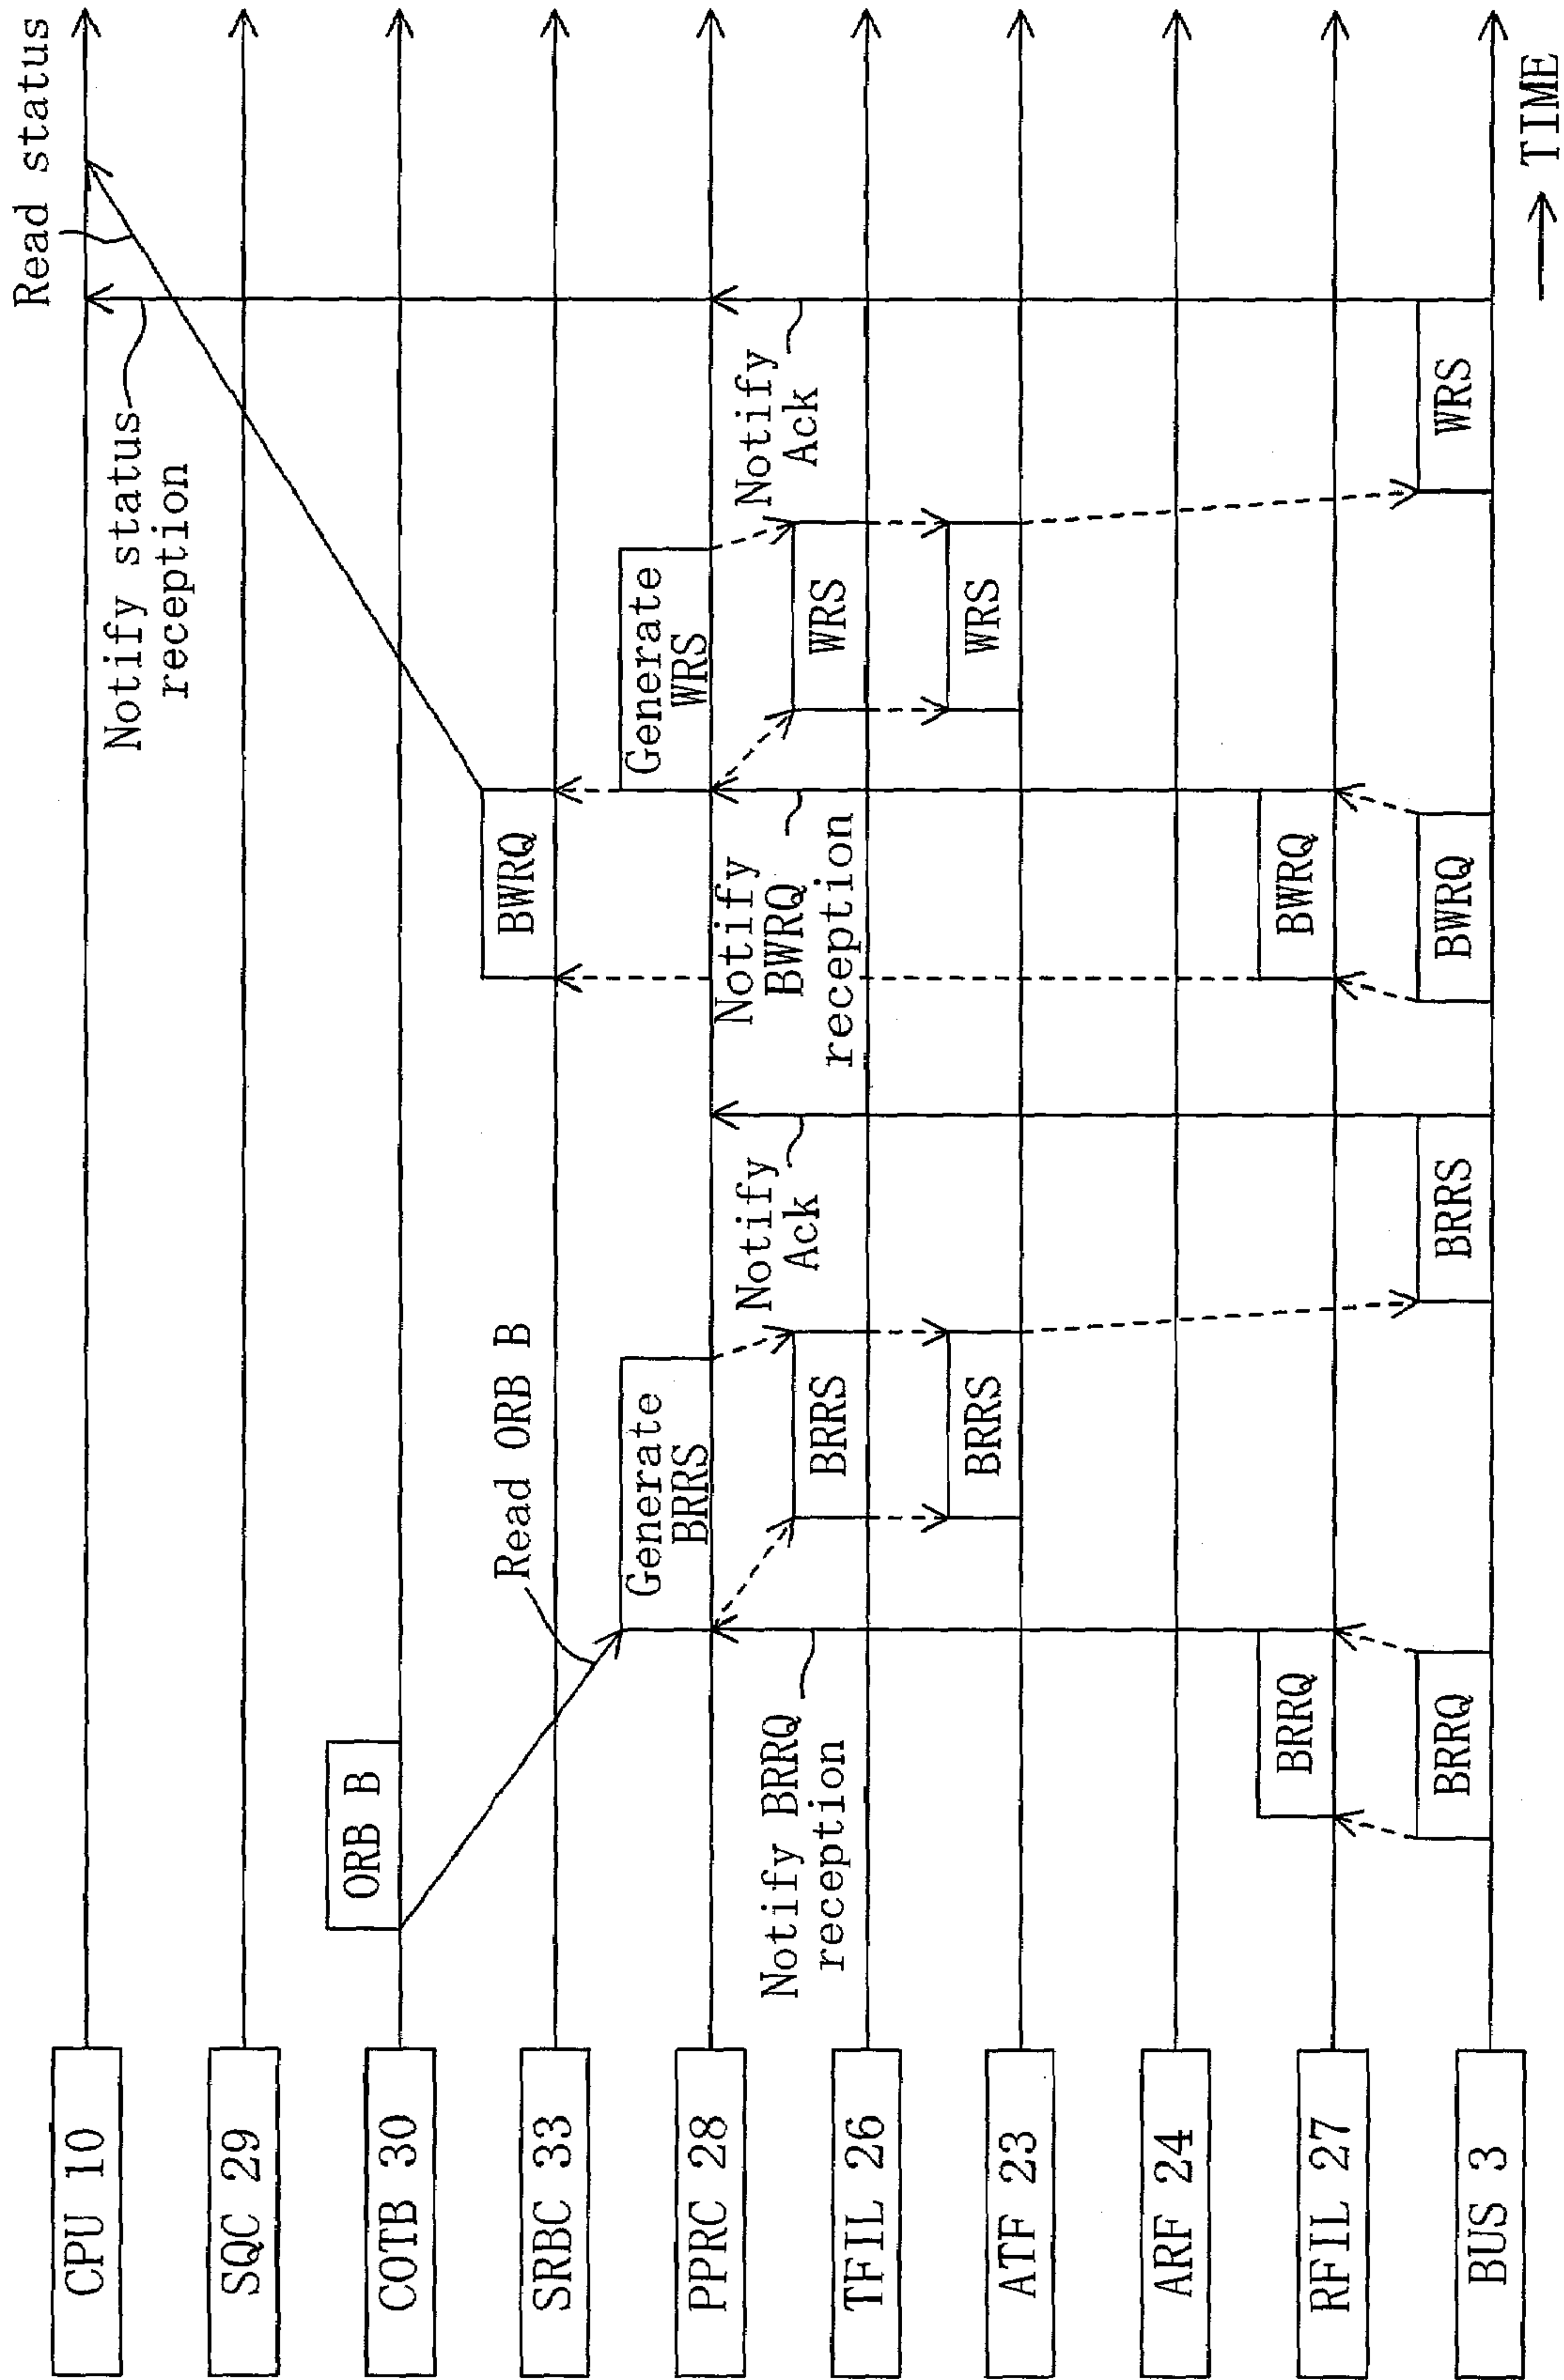 CPU 10
SQC 29
COTB 30
SRBC 33
PPRC 28
TFIL 26
ATF 23
ARF 24
RFIL 27
BUS 3
Read status
Notify status
reception
ORB B
Read ORB B
BWRQ
Generate
BRRS
Generate
WRS
Notify BRRQ
reception
BRRS
Notify
Ack
Notify
BWRQ
reception
WRS
Notify
Ack
BRRS
WRS
BRRQ
BWRQ
BRRQ
BRRS
BWRQ
WRS
TIME